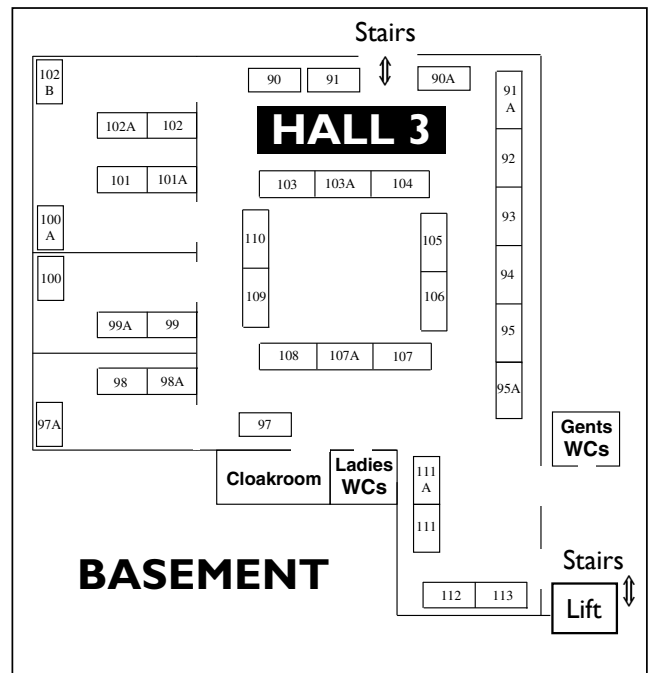 Stairs
102
B
90
91
90A
91
A
102A
102
HALL 3
92
101
101A
103
103A
104
100
A
110
105
93
100
109
106
94
99A
99
95
108
107A
107
98
98A
95A
97A
97
Gents
WCs
Cloakroom
Ladies
WCs
111
A
111
BASEMENT
Stairs
112
113
Lift